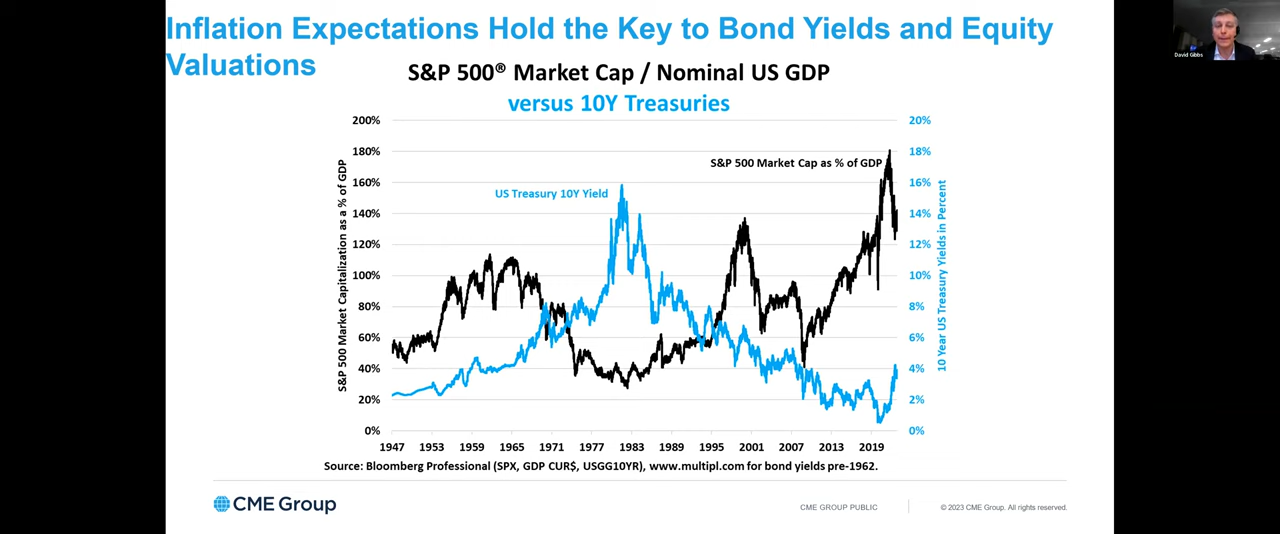 Inflation Expectations Hold the Key to Bond Yields and Equity
Valuations
S&P 500® Market Cap / Nominal US GDP
versus 10Y Treasuries
David Gibbs
S&P 500 Market Capitalization as a % of GDP
200%
180%
160%
140%
120%
100%
80%
60%
40%
20%
0%
US Treasury 10Y Yield
S&P 500 Market Cap as % of GDP
20%
18%
16%
14%
12%
10%
8%
6%
4%
2%
0%
10 Year US Treasury Yields in Percent
1947 1953 1959 1965 1971 1977 1983 1989 1995 2001 2007 2013 2019
Source: Bloomberg Professional (SPX, GDP CUR$, USGG10YR), www.multipl.com for bond yields pre-1962.
CME Group
CME GROUP PUBLIC
© 2023 CME Group. All rights reserved.